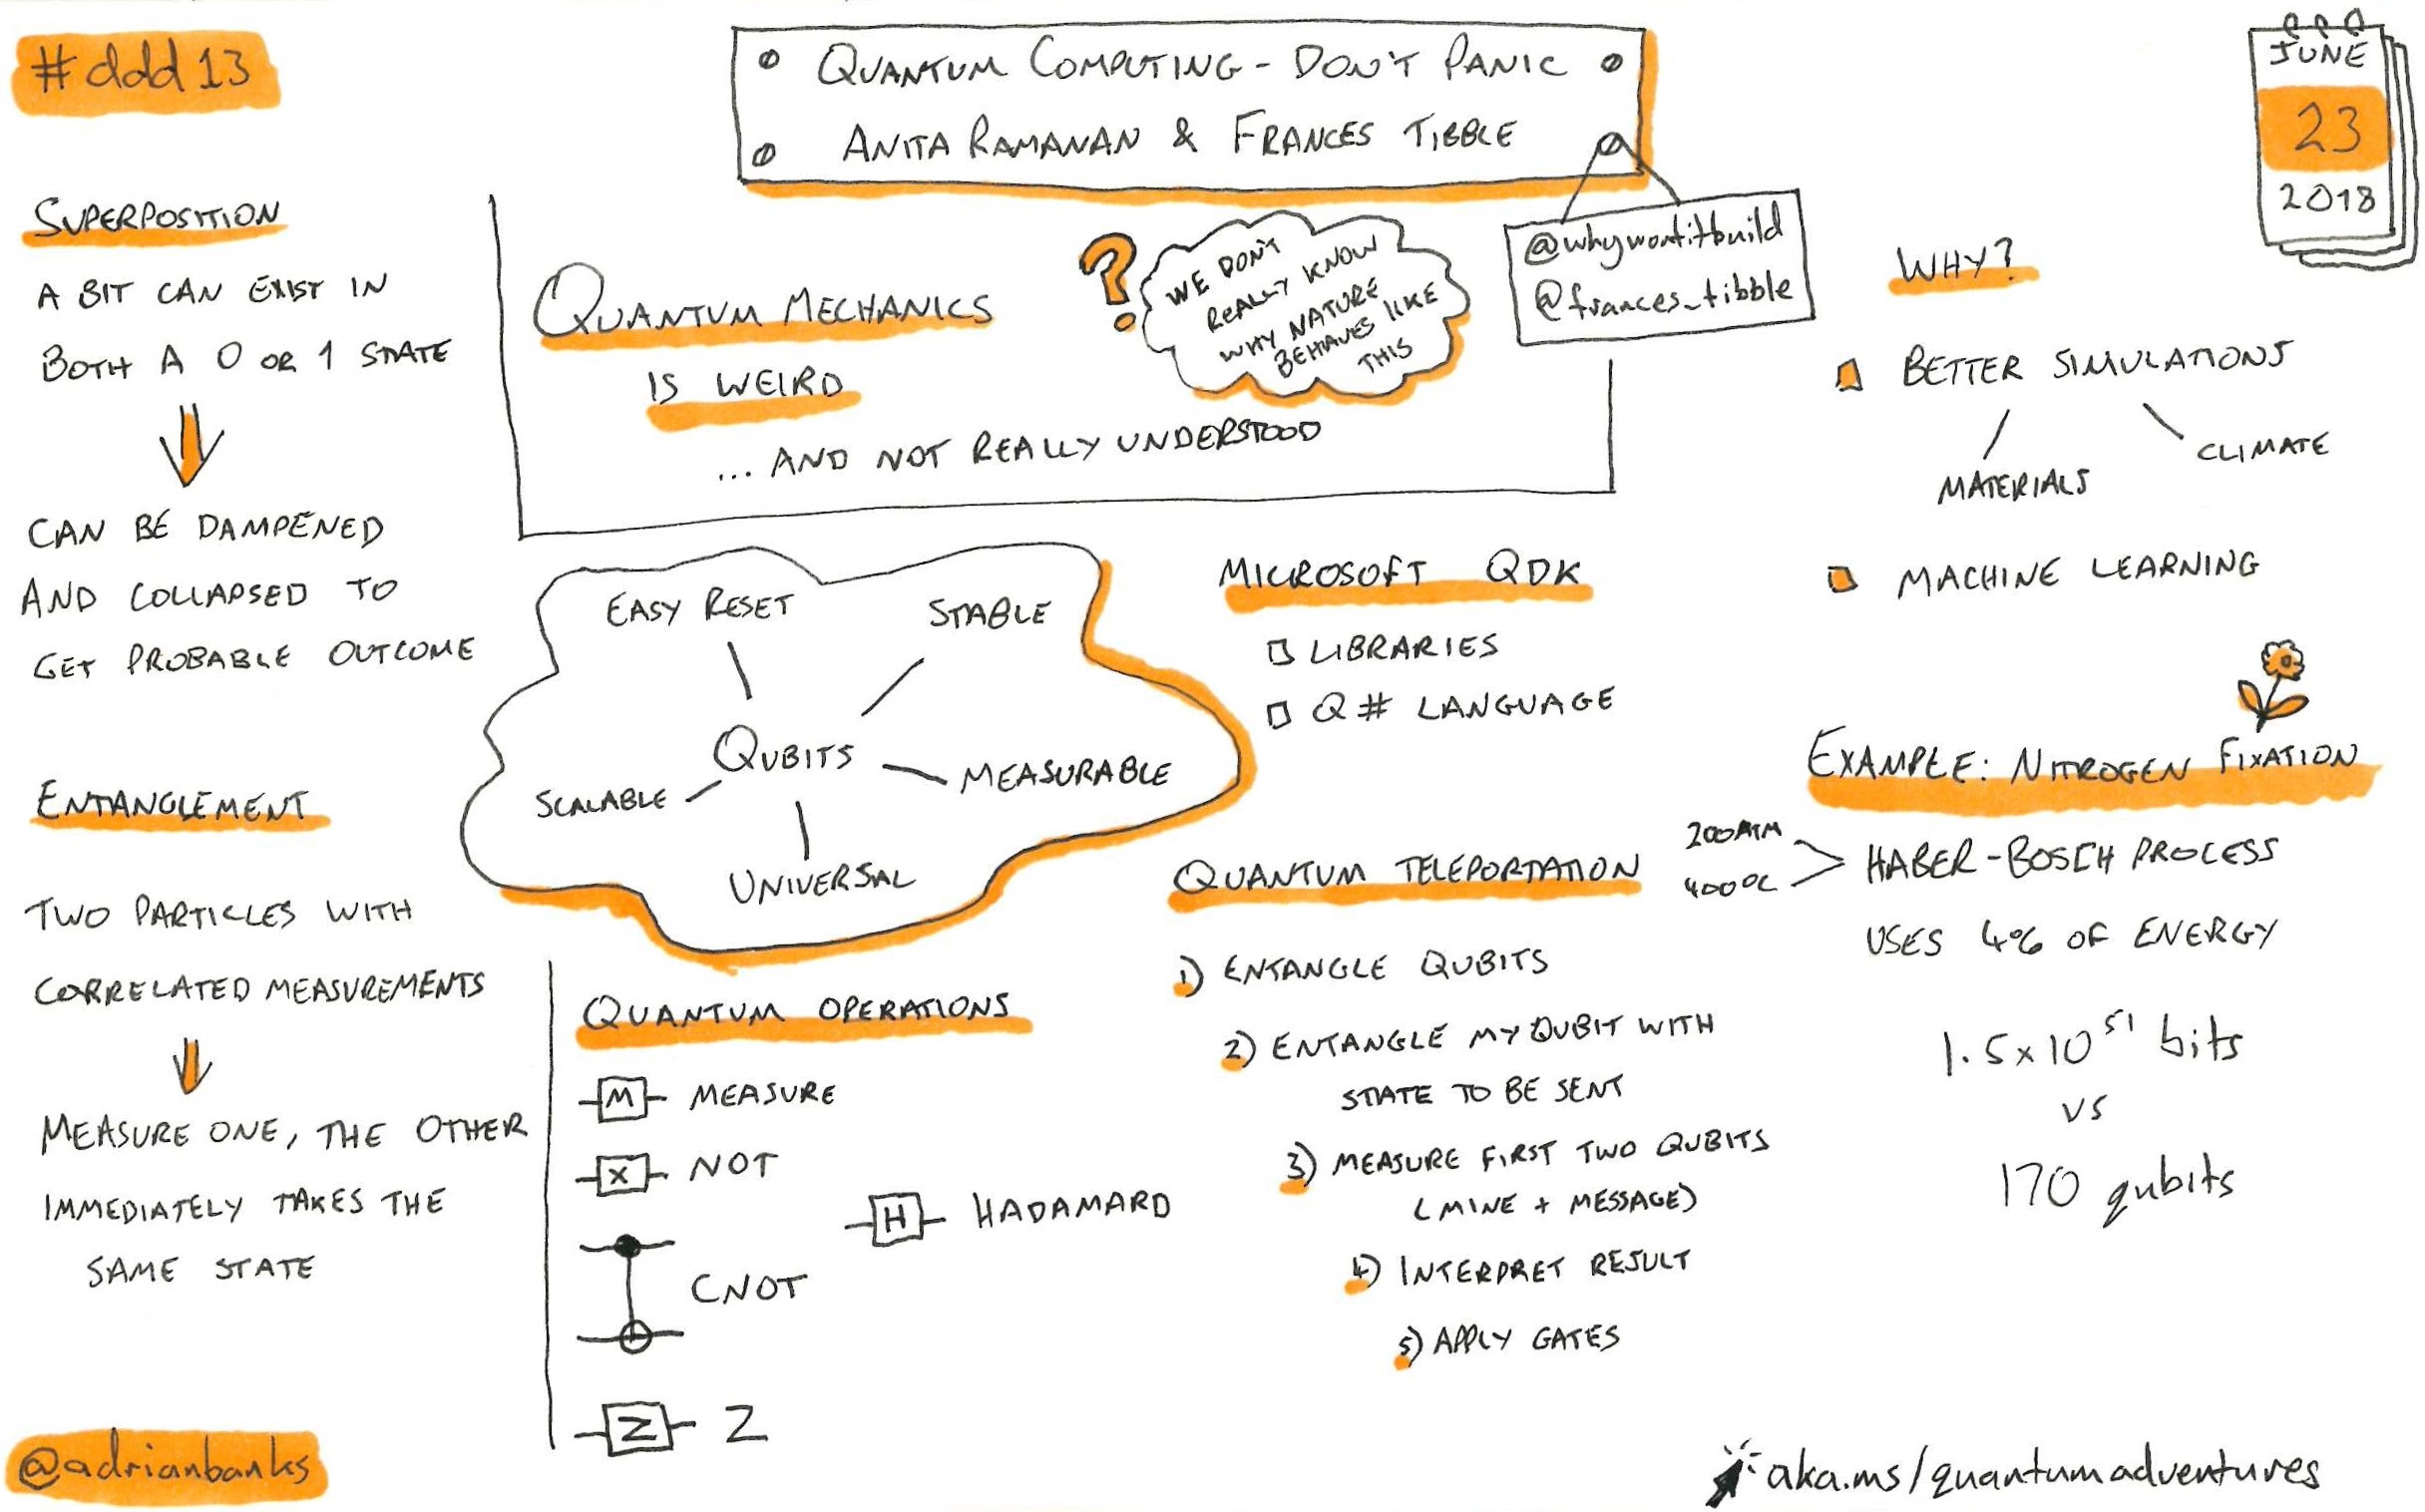 #ddd13
QUANTUM COMPUTING - DON'T PANIC
ANITA RAMANAN & FRANCES TIBBLE
@whywontitbuild
@frances_tibble
JUNE
23
2018
SUPERPOSITION
A BIT CAN EXIST IN
BOTH A 0 OR 1 STATE
CAN BE DAMPENED
AND COLLAPSED TO
GET PROBABLE OUTCOME
ENTANGLEMENT
TWO PARTICLES WITH
CORRELATED MEASUREMENTS
MEASURE ONE, THE OTHER
IMMEDIATELY TAKES THE
SAME STATE
@adrianbanks
QUANTUM MECHANICS
IS WEIRD
... AND NOT REALLY UNDERSTOOD
?
WE DON'T
REALLY KNOW
WHY NATURE
BEHAVES LIKE
THIS
EASY RESET
STABLE
QUBITS
SCALABLE
MEASURABLE
UNIVERSAL
QUANTUM OPERATIONS
M MEASURE
X NOT
H HADAMARD
CNOT
Z Z
MICROSOFT QDK
LIBRARIES
Q# LANGUAGE
QUANTUM TELEPORTATION
1) ENTANGLE QUBITS
2) ENTANGLE MY QUBIT WITH
STATE TO BE SENT
3) MEASURE FIRST TWO QUBITS
(MINE + MESSAGE)
4) INTERPRET RESULT
5) APPLY GATES
WHY?
BETTER SIMULATIONS
MATERIALS
CLIMATE
MACHINE LEARNING
EXAMPLE: NITROGEN FIXATION
200ATM
400°C
HABER-BOSCH PROCESS
USES 4% OF ENERGY
1.5x10^51 bits
vs
170 qubits
aka.ms/quantumadventures